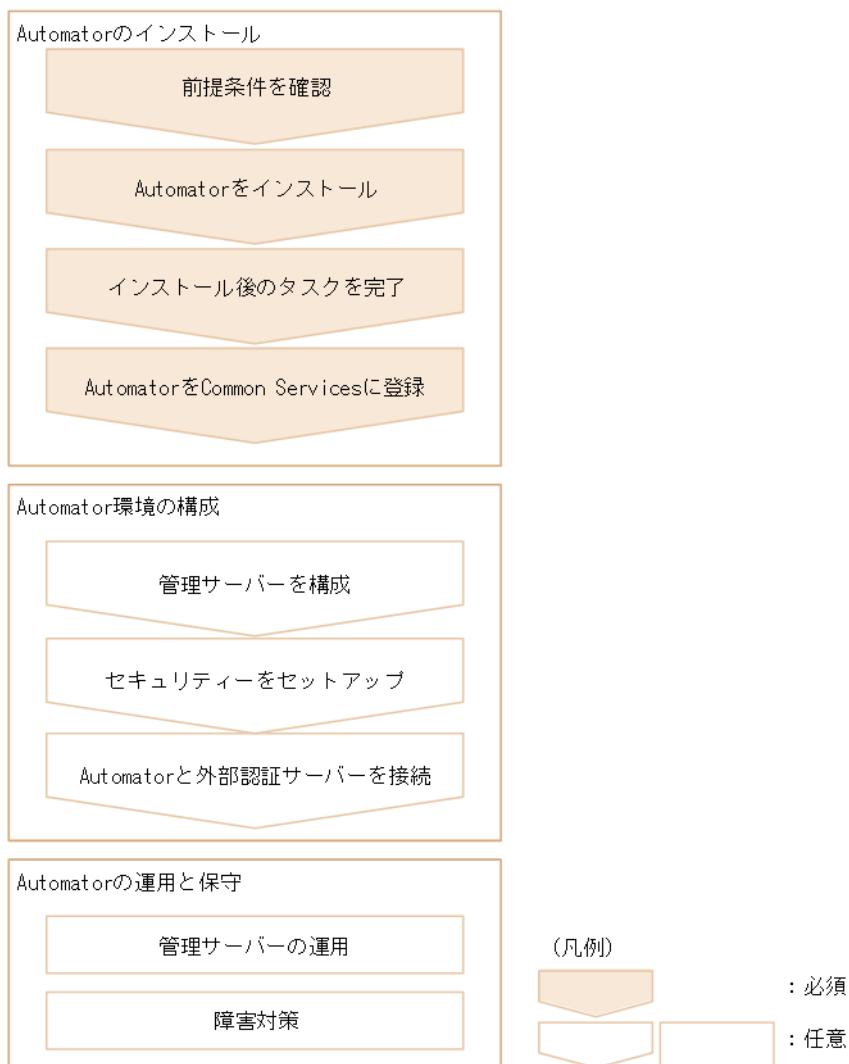 Automatorのインストール
前提条件を確認
Automatorをインストール
インストール後のタスクを完了
AutomatorをCommon Servicesに登録
Automator環境の構成
管理サーバーを構成
セキュリティーをセットアップ
Automatorと外部認証サーバーを接続
Automatorの運用と保守
管理サーバーの運用
障害対策
(凡例)
：必須
：任意